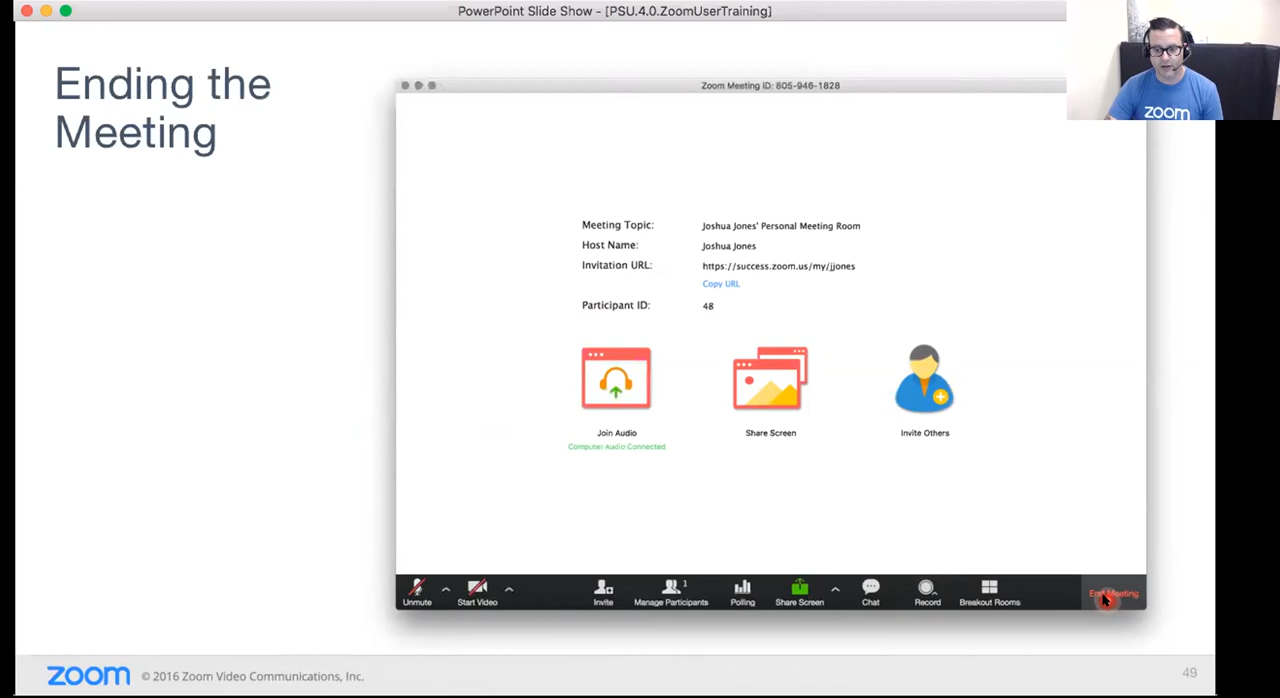 PowerPoint Slide Show - [PSU.4.0.ZoomUserTraining]
zoom
Ending the
Meeting
Zoom Meeting ID: 805-946-1828
Meeting Topic: Joshua Jones' Personal Meeting Room
Host Name: Joshua Jones
Invitation URL: https://success.zoom.us/my/jjones
Copy URL
Participant ID: 48
Join Audio Share Screen Invite Others
Computer Audio Connected
1
Unmute Start Video Invite Manage Participants Polling Share Screen Chat Record Breakout Rooms End Meeting
zoom © 2016 Zoom Video Communications, Inc. 49